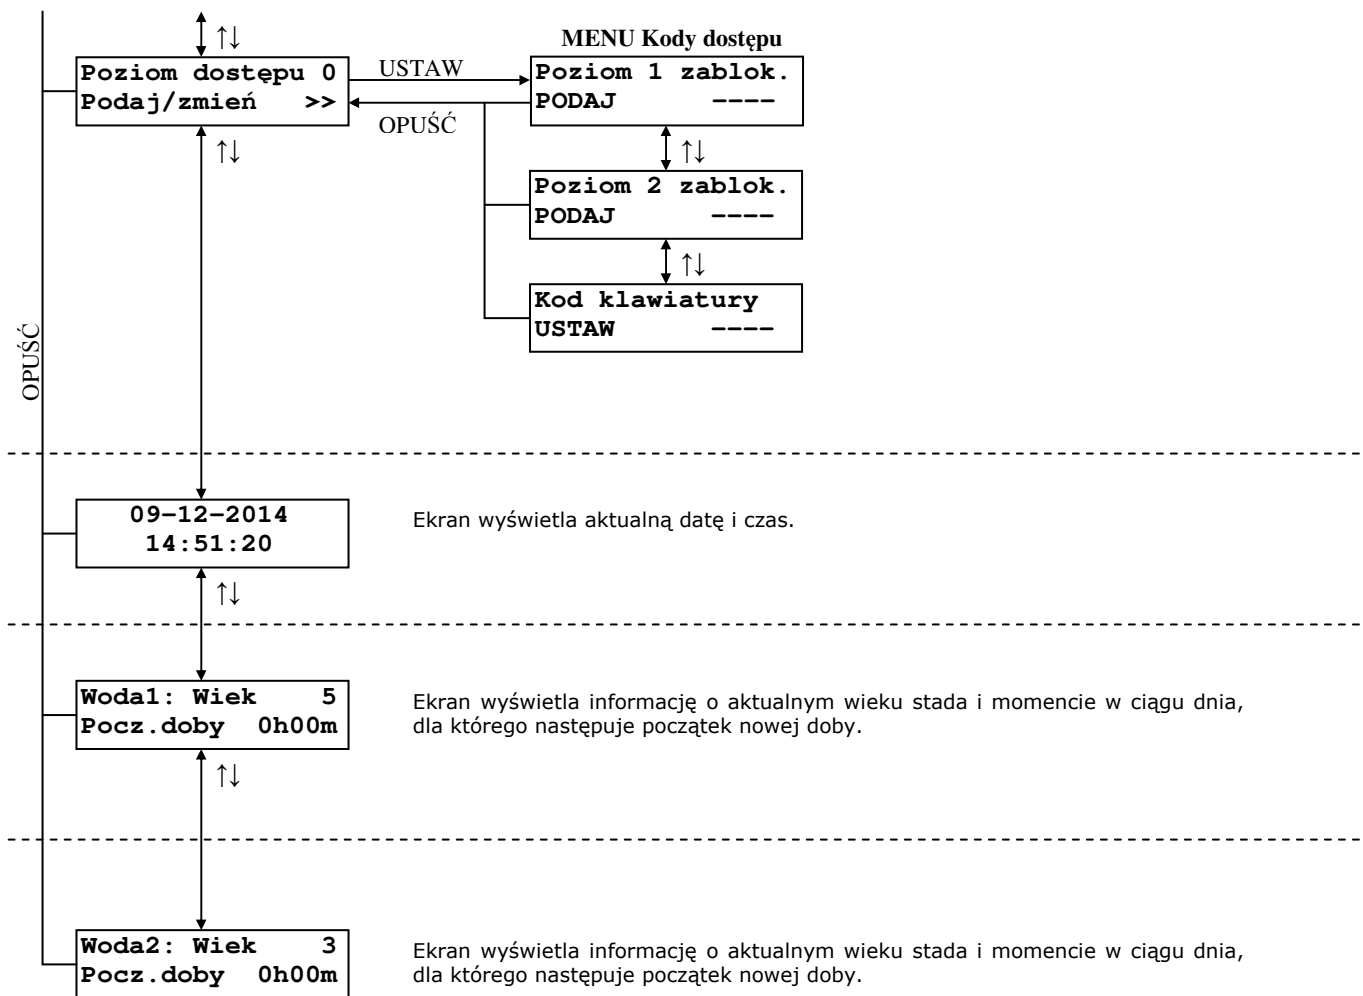 ↑↓
MENU Kody dostępu
Poziom dostępu 0
Podaj/zmień >>
USTAW
OPUŚĆ
Poziom 1 zablok.
PODAJ ----
↑↓
↑↓
Poziom 2 zablok.
PODAJ ----
↑↓
Kod klawiatury
USTAW ----
OPUŚĆ
09-12-2014
14:51:20
Ekran wyświetla aktualną datę i czas.
↑↓
Woda1: Wiek 5
Pocz.doby 0h00m
Ekran wyświetla informację o aktualnym wieku stada i momencie w ciągu dnia,
dla którego następuje początek nowej doby.
↑↓
Woda2: Wiek 3
Pocz.doby 0h00m
Ekran wyświetla informację o aktualnym wieku stada i momencie w ciągu dnia,
dla którego następuje początek nowej doby.